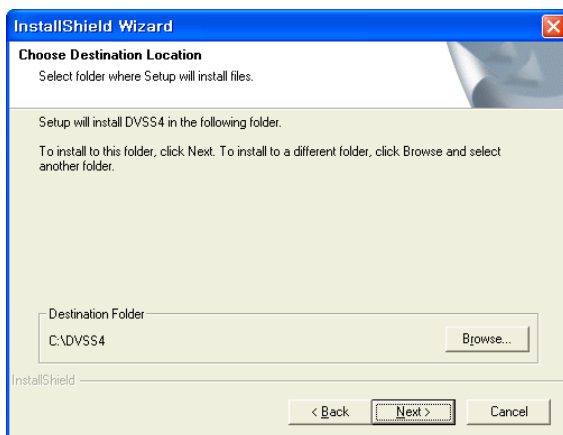 InstallShield Wizard
Choose Destination Location
Select folder where Setup will install files.
Setup will install DVSS4 in the following folder.
To install to this folder, click Next. To install to a different folder, click Browse and select
another folder.
Destination Folder
C:\DVSS4
Browse...
InstallShield
< Back
Next >
Cancel